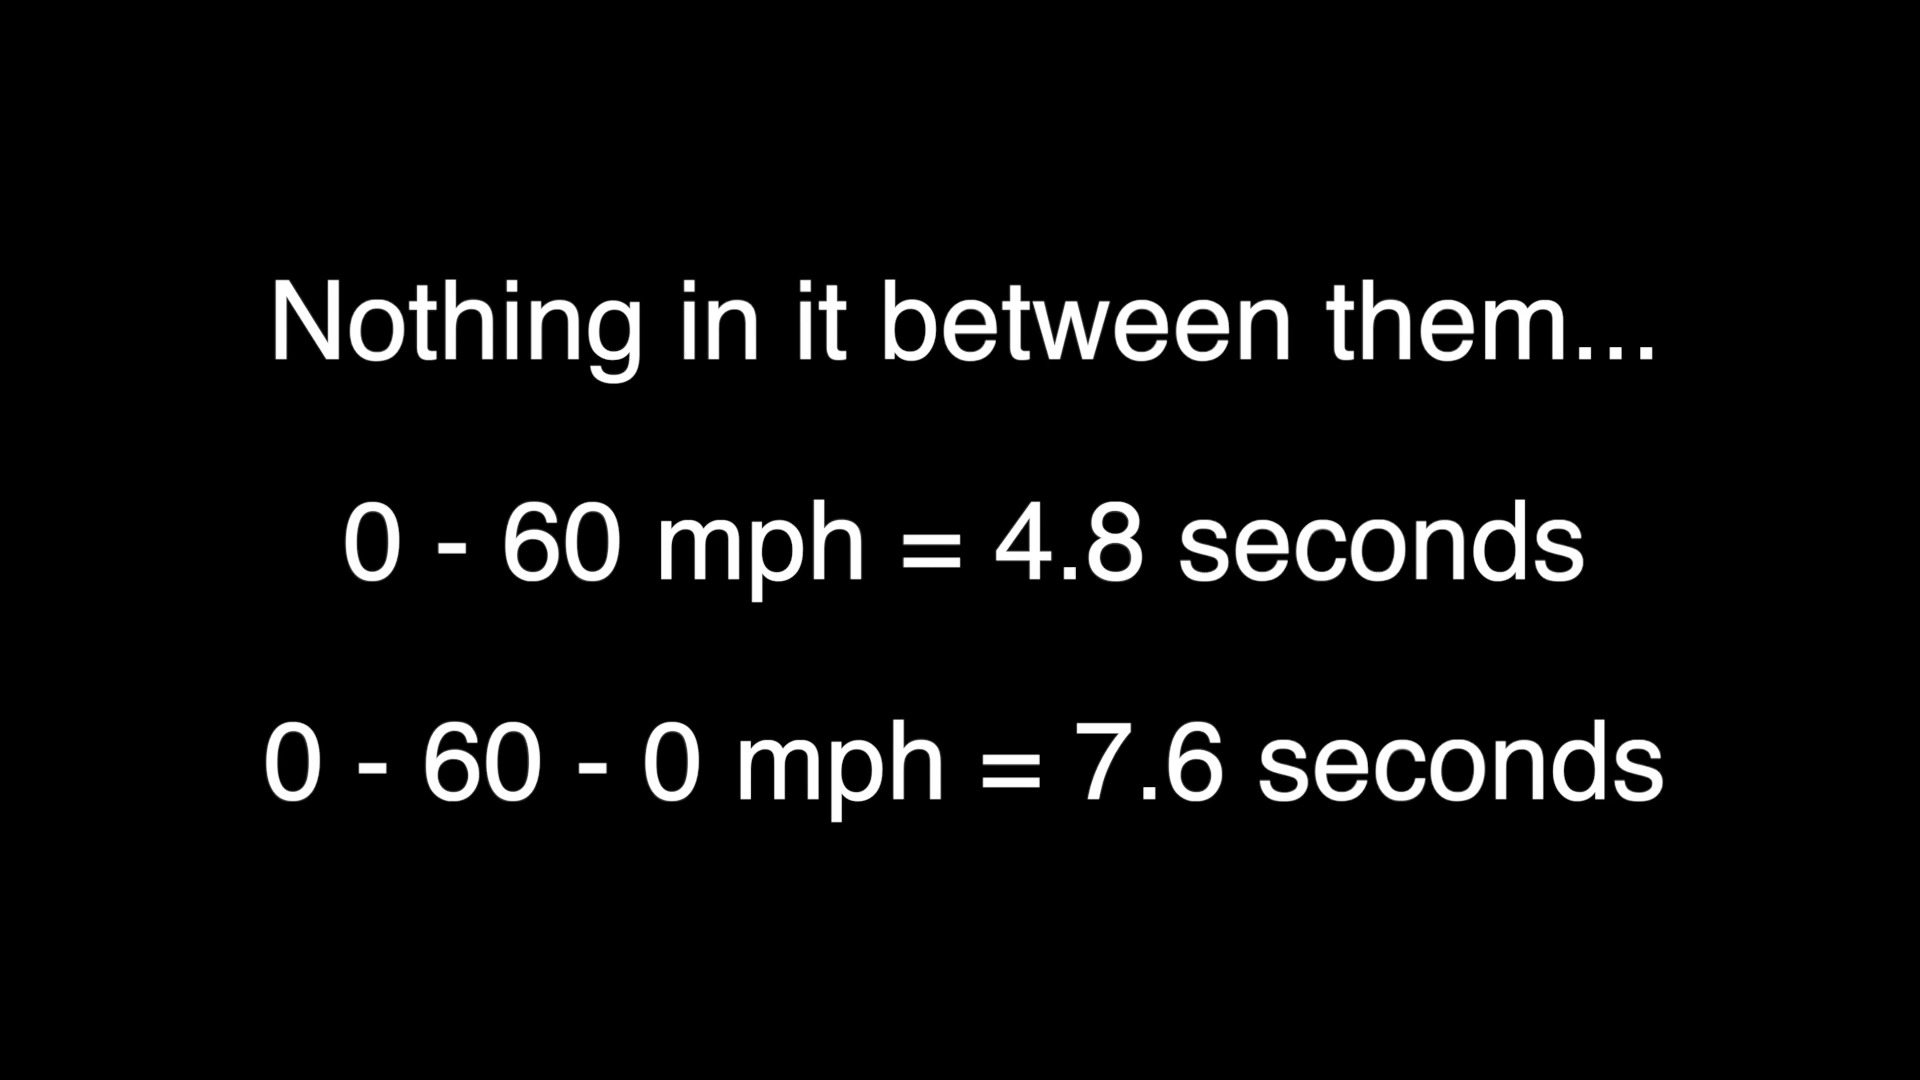 Nothing in it between them...
0 - 60 mph = 4.8 seconds
0 - 60 - 0 mph = 7.6 seconds